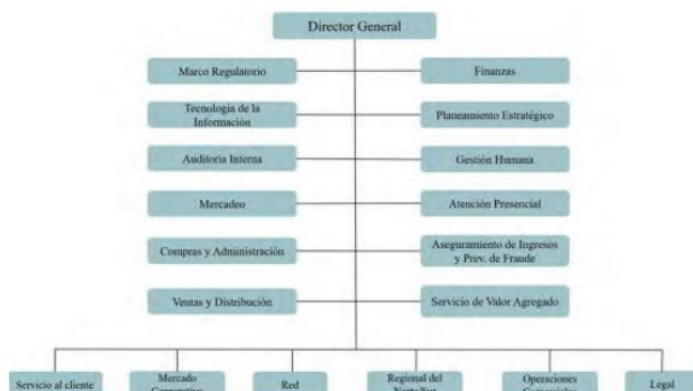 Director General
Marco Regulatorio
Finanzas
Tecnología de la
Información
Planeamiento Estratégico
Auditoria Interna
Gestión Humana
Mercadeo
Atención Presencial
Compras y Administración
Aseguramiento de Ingresos
y Prev. de Fraude
Ventas y Distribución
Servicio de Valor Agregado
Servicio al cliente
Mercado
Red
Regional del
Operaciones
Legal